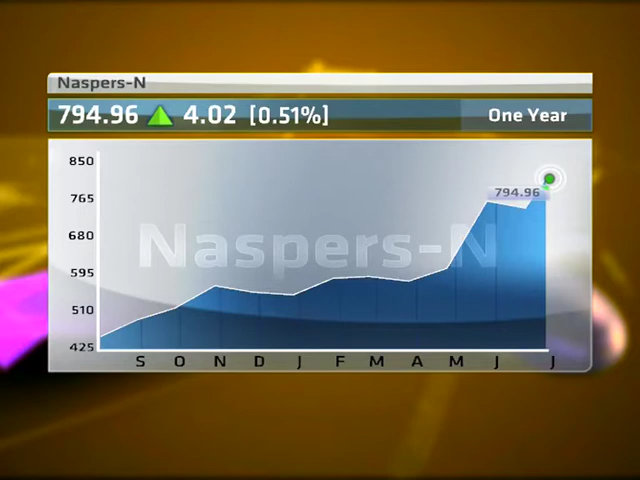 Naspers-N
794.96 4.02 [0.51%] One Year
850
765
680
595
510
425
Naspers-N
794.96
S O N D J F M A M J J